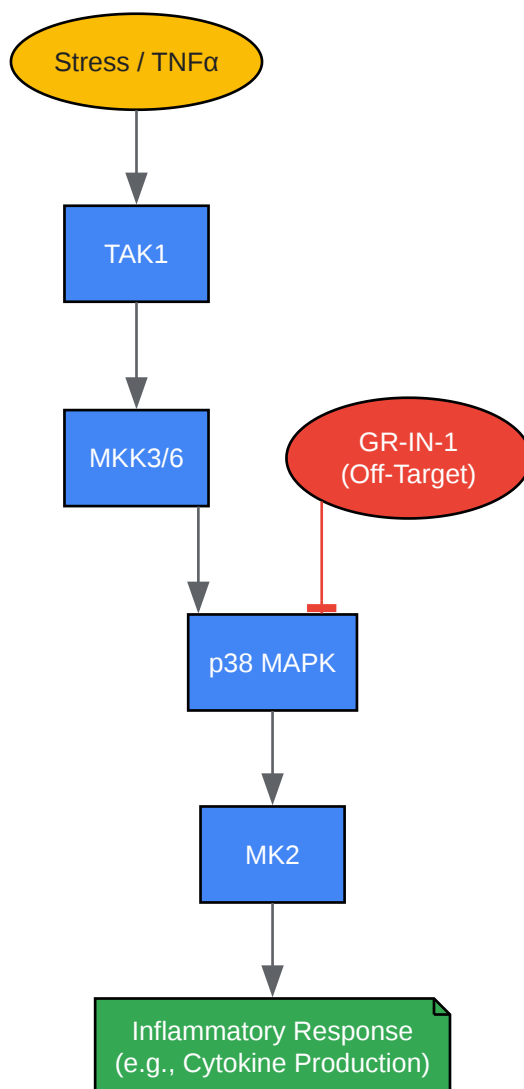 Stress / TNFα
TAK1
MKK3/6
GR-IN-1
(Off-Target)
p38 MAPK
MK2
Inflammatory Response
(e.g., Cytokine Production)